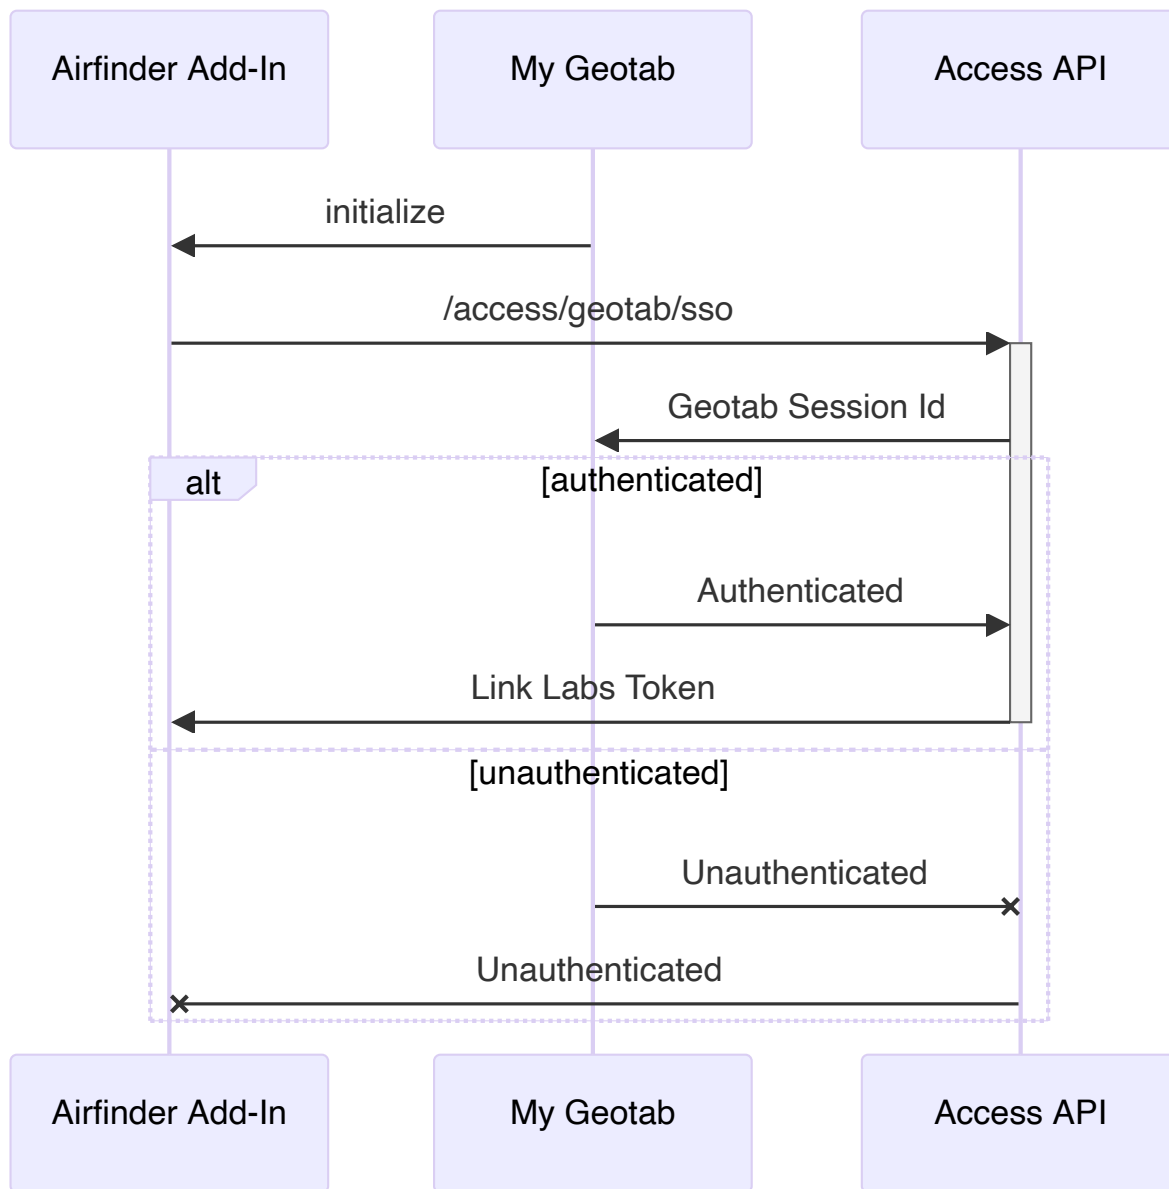 Airfinder Add-In
My Geotab
Access API
initialize
/access/geotab/sso
Geotab Session Id
alt
[authenticated]
Authenticated
Link Labs Token
[unauthenticated]
Unauthenticated
Unauthenticated
Airfinder Add-In
My Geotab
Access API